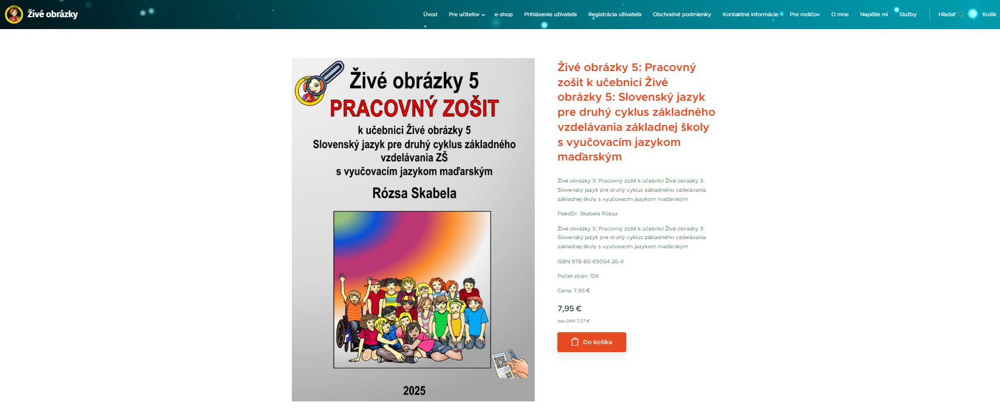 Živé obrázky
Úvod
Pre učiteľov
e-shop
Prihlásenie užívateľa
Registrácia užívateľa
Obchodné podmienky
Kontaktné informácie
Pre rodičov
O mne
Napíšte mi
Služby
Hľadať
Košík
Živé obrázky 5
PRACOVNÝ ZOŠIT
k učebnici Živé obrázky 5
Slovenský jazyk pre druhý cyklus základného
vzdelávania ZŠ
s vyučovacím jazykom maďarským
Rózsa Skabela
2025
Živé obrázky 5: Pracovný
zošit k učebnici Živé
obrázky 5: Slovenský jazyk
pre druhý cyklus základného
vzdelávania základnej školy
s vyučovacím jazykom
maďarským
Živé obrázky 5: Pracovný zošit k učebnici Živé obrázky 5:
Slovenský jazyk pre druhý cyklus základného vzdelávania
základnej školy s vyučovacím jazykom maďarským
PaedDr. Skabela Rózsa
Živé obrázky 5: Pracovný zošit k učebnici Živé obrázky 5:
Slovenský jazyk pre druhý cyklus základného vzdelávania
základnej školy s vyučovacím jazykom maďarským
ISBN 978-80-69054-26-4
Počet strán: 104
Cena: 7,95 €
7,95 €
bez DPH 7,57 €
Do košíka